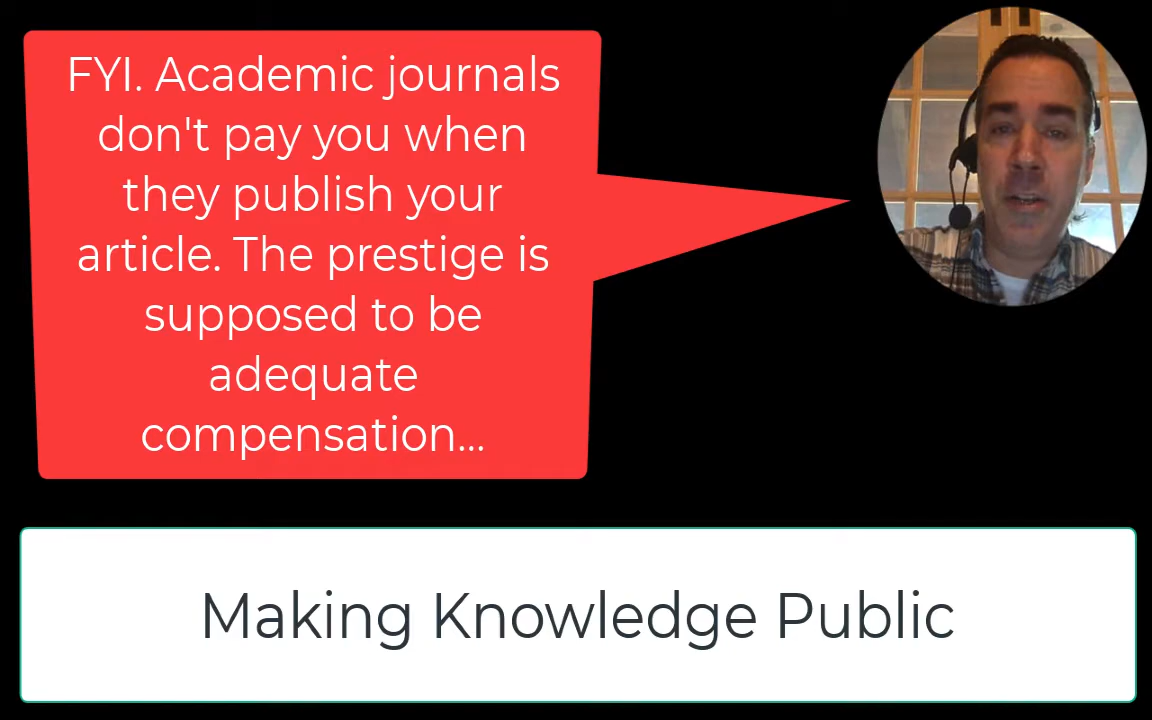 FYI. Academic journals
don't pay you when
they publish your
article. The prestige is
supposed to be
adequate
compensation...
Making Knowledge Public